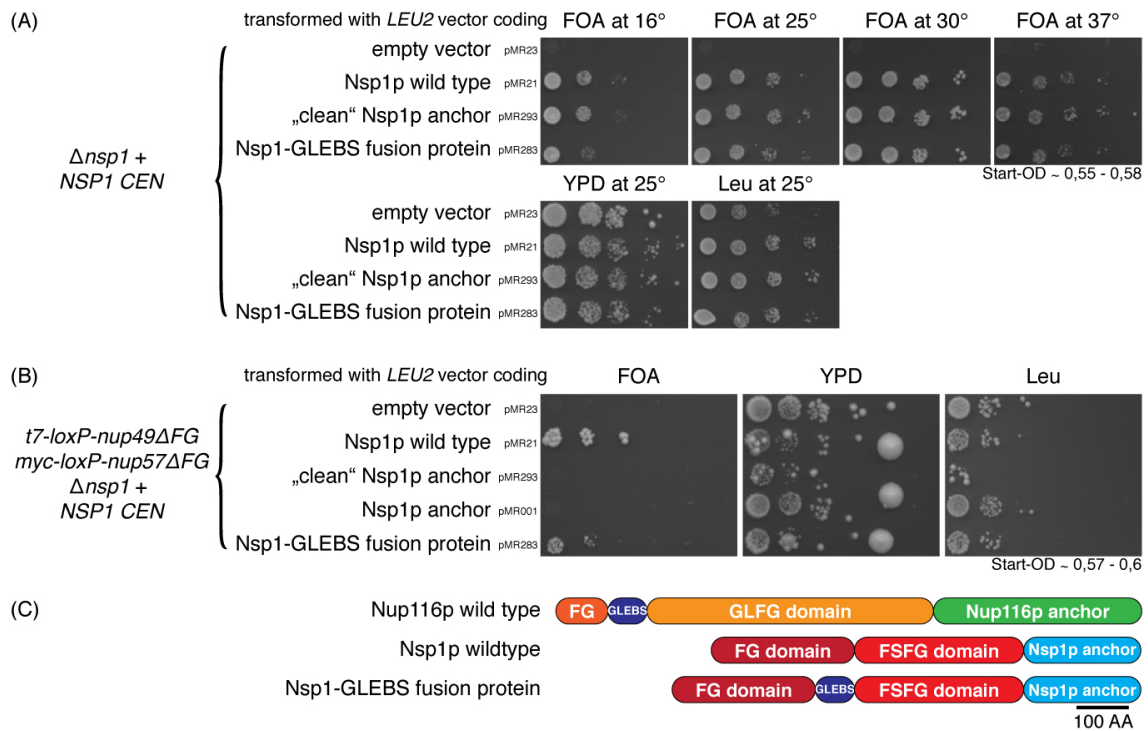 (A)
transformed with LEU2 vector coding FOA at 16° FOA at 25° FOA at 30° FOA at 37°
empty vector pMR23
Nsp1p wild type pMR21
„clean“ Nsp1p anchor pMR293
Nsp1-GLEBS fusion protein pMR283
Δnsp1 +
NSP1 CEN
Start-OD ~ 0,55 - 0,58
YPD at 25° Leu at 25°
empty vector pMR23
Nsp1p wild type pMR21
„clean“ Nsp1p anchor pMR293
Nsp1-GLEBS fusion protein pMR283
(B)
transformed with LEU2 vector coding FOA YPD Leu
empty vector pMR23
Nsp1p wild type pMR21
„clean“ Nsp1p anchor pMR293
Nsp1p anchor pMR001
Nsp1-GLEBS fusion protein pMR283
t7-loxP-nup49ΔFG
myc-loxP-nup57ΔFG
Δnsp1 +
NSP1 CEN
Start-OD ~ 0,57 - 0,6
(C)
Nup116p wild type FG GLEBS GLFG domain Nup116p anchor
Nsp1p wildtype FG domain FSFG domain Nsp1p anchor
Nsp1-GLEBS fusion protein FG domain GLEBS FSFG domain Nsp1p anchor
100 AA